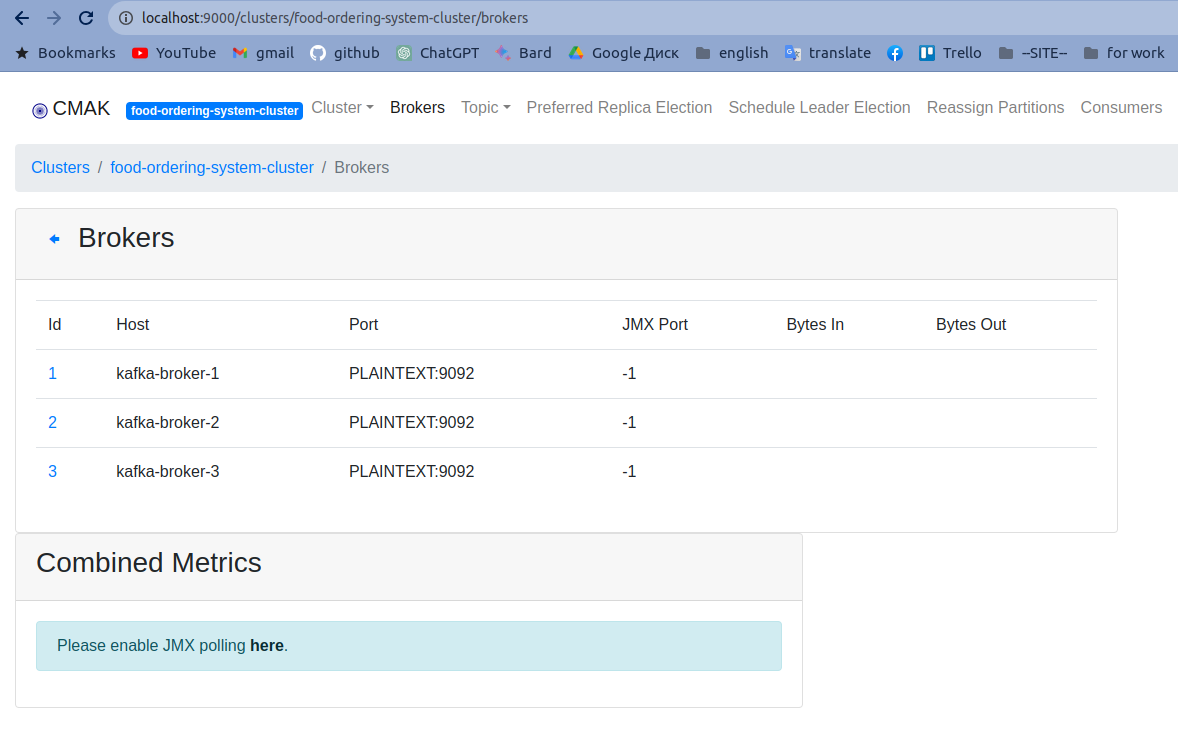 localhost:9000/clusters/food-ordering-system-cluster/brokers
Bookmarks YouTube gmail github ChatGPT Bard Google Диск english translate Trello --SITE-- for work
CMAK food-ordering-system-cluster Cluster Brokers Topic Preferred Replica Election Schedule Leader Election Reassign Partitions Consumers
Clusters / food-ordering-system-cluster / Brokers
Brokers
Id Host Port JMX Port Bytes In Bytes Out
1 kafka-broker-1 PLAINTEXT:9092 -1
2 kafka-broker-2 PLAINTEXT:9092 -1
3 kafka-broker-3 PLAINTEXT:9092 -1
Combined Metrics
Please enable JMX polling here.